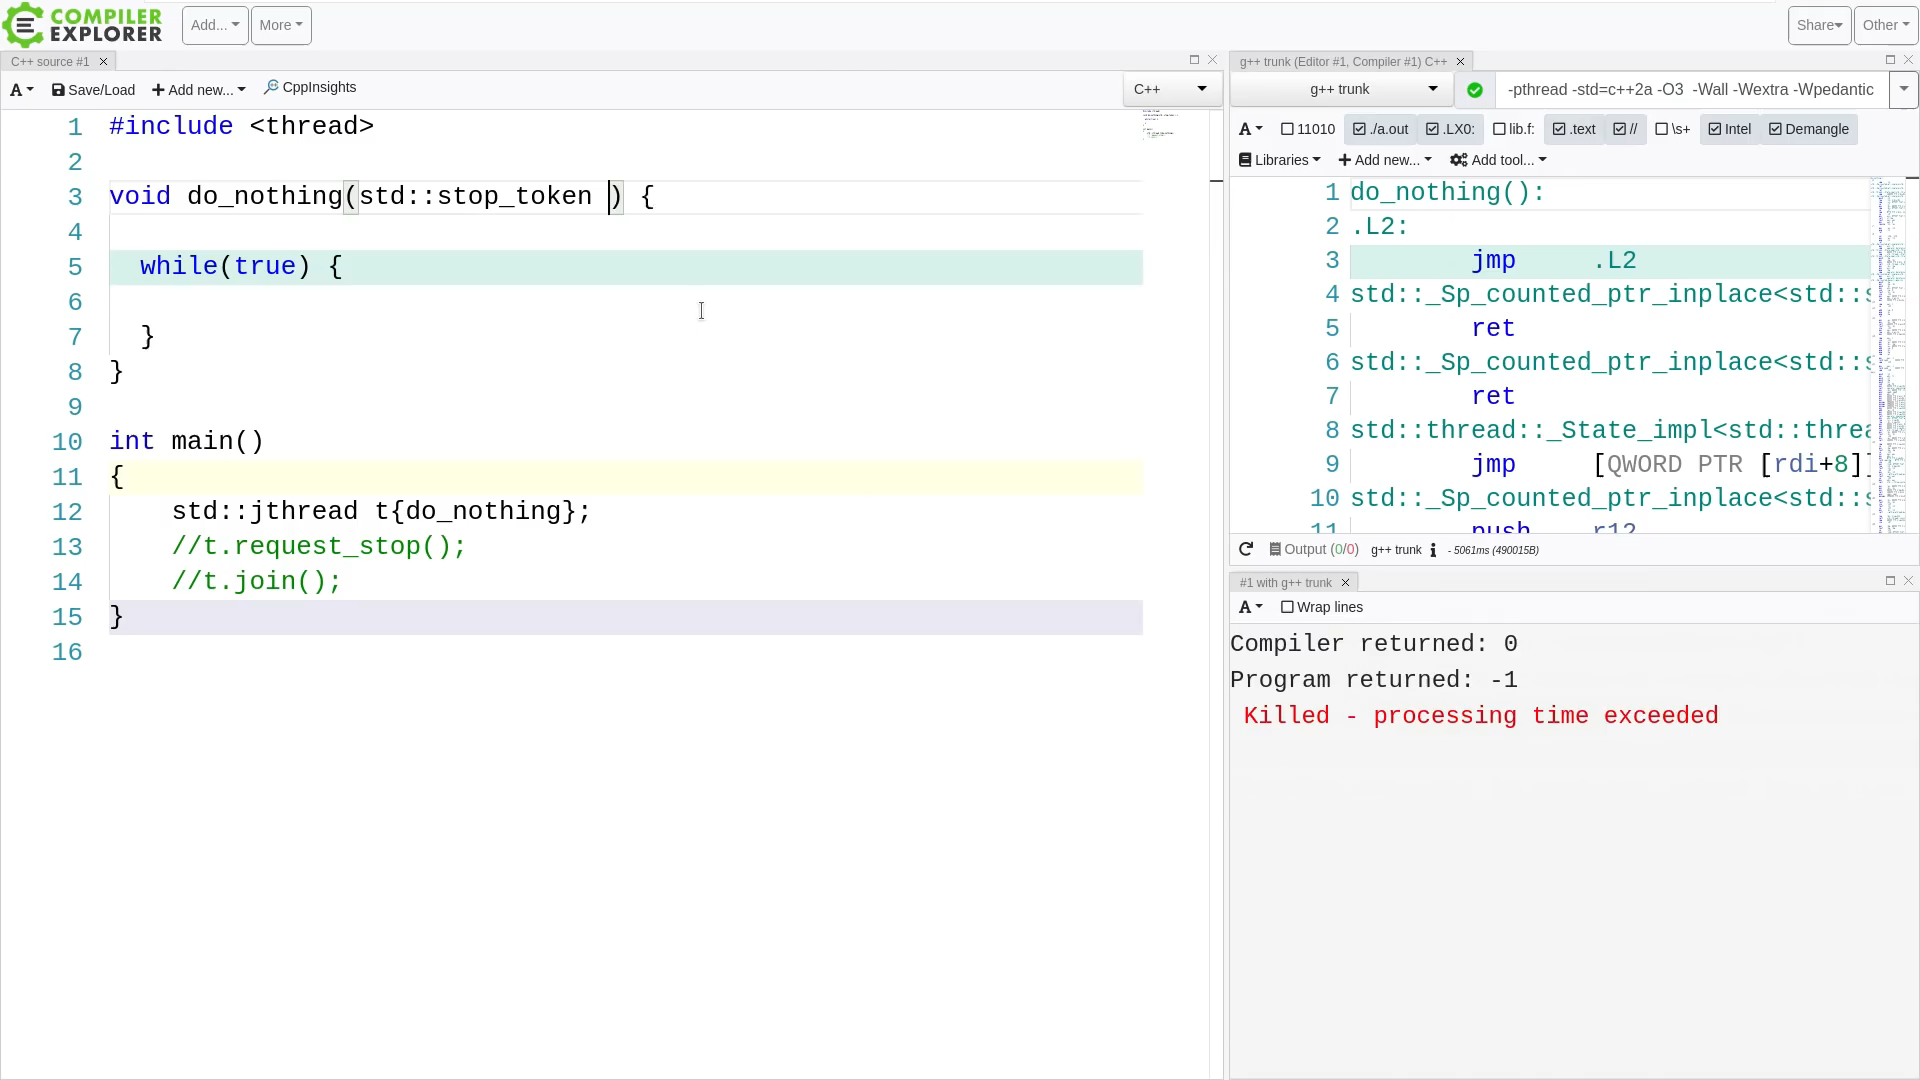 COMPILER
EXPLORER
Add...
More
Share
Other
C++ source #1
A
Save/Load
+ Add new...
CppInsights
C++
1 #include <thread>
2
3 void do_nothing(std::stop_token ) {
4
5 while(true) {
6
7 }
8 }
9
10 int main()
11 {
12 std::jthread t{do_nothing};
13 //t.request_stop();
14 //t.join();
15 }
16
g++ trunk (Editor #1, Compiler #1) C++
g++ trunk
-pthread -std=c++2a -O3 -Wall -Wextra -Wpedantic
A
11010
./a.out
.LX0:
lib.f:
.text
//
\s+
Intel
Demangle
Libraries
+ Add new...
Add tool...
1 do_nothing():
2 .L2:
3 jmp .L2
4 std::_Sp_counted_ptr_inplace<std::s
5 ret
6 std::_Sp_counted_ptr_inplace<std::s
7 ret
8 std::thread::_State_impl<std::threa
9 jmp [QWORD PTR [rdi+8]]
10 std::_Sp_counted_ptr_inplace<std::s
11 push r12
Output (0/0) g++ trunk i - 5061ms (490015B)
#1 with g++ trunk
A
Wrap lines
Compiler returned: 0
Program returned: -1
Killed - processing time exceeded